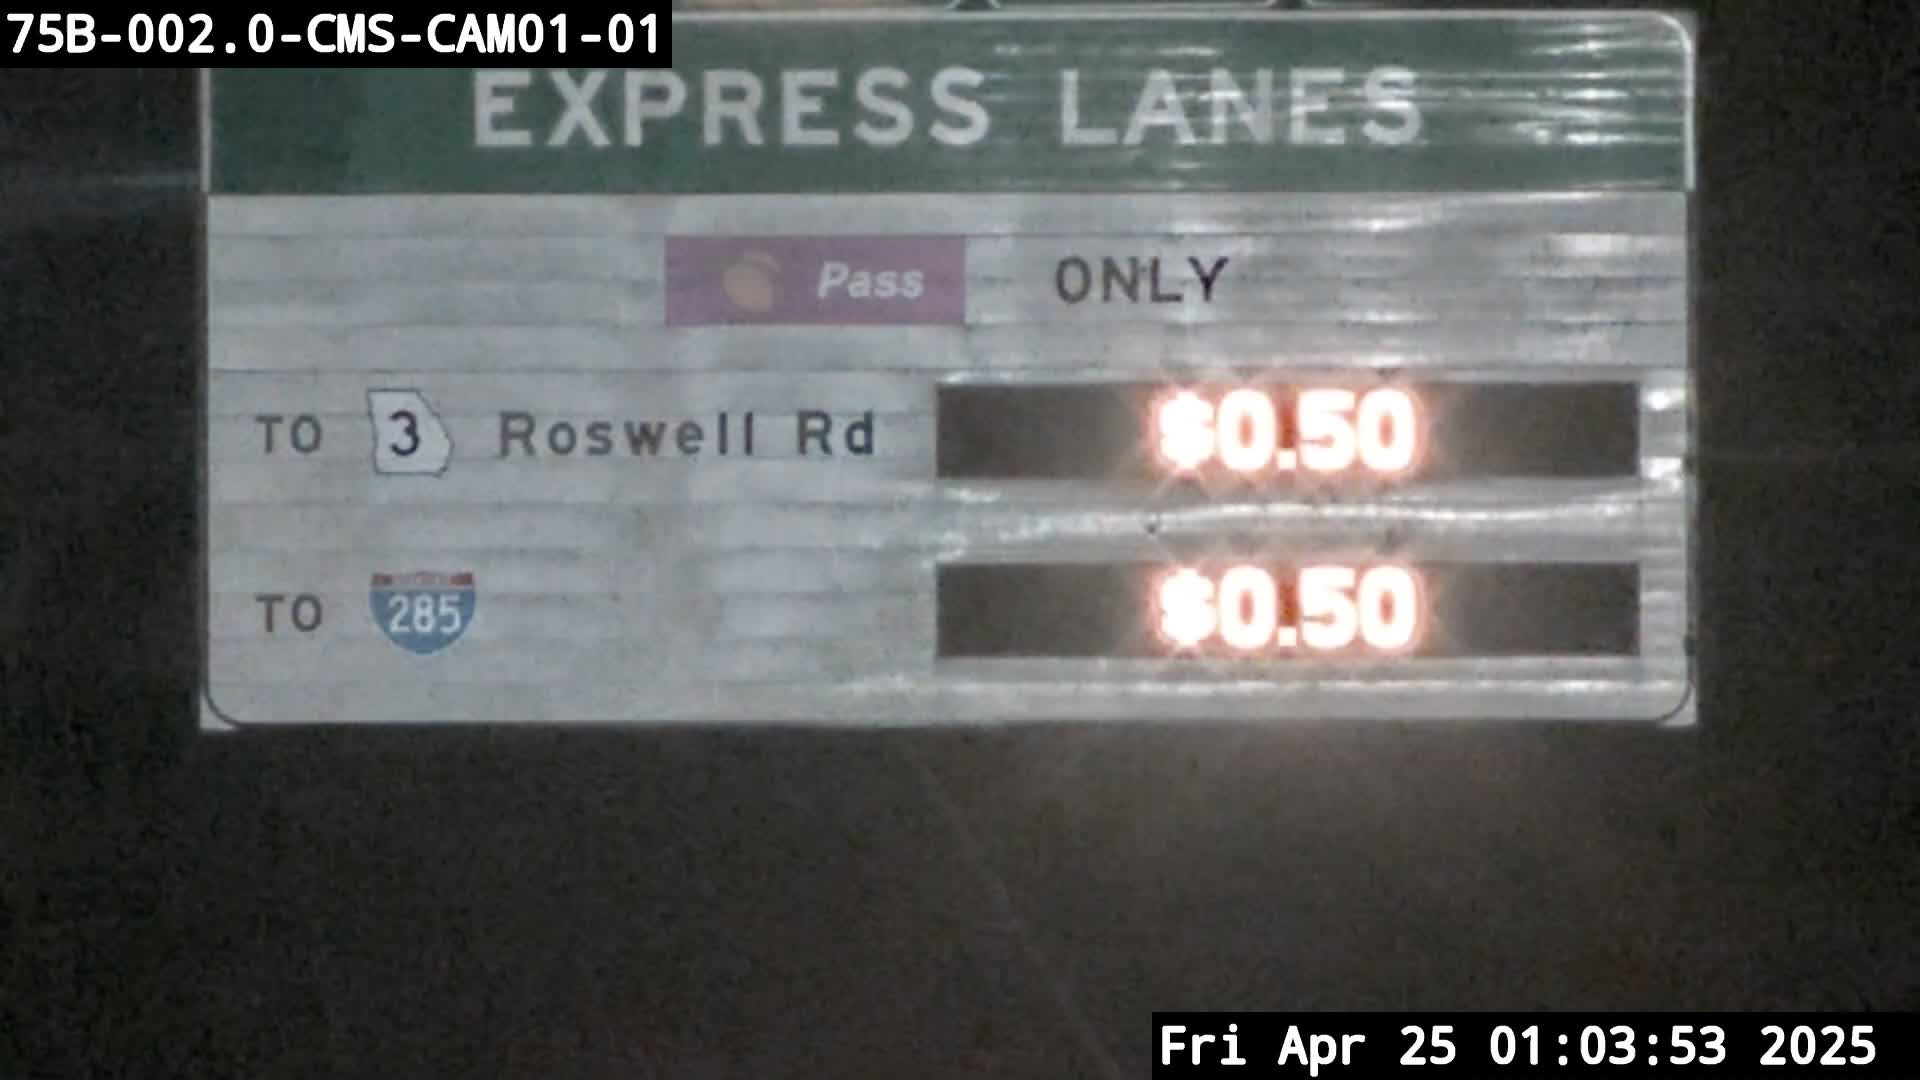 75B-002.0-CMS-CAM01-01
EXPRESS LANES
Pass ONLY
TO 3 Roswell Rd $0.50
TO 285 $0.50
Fri Apr 25 01:03:53 2025